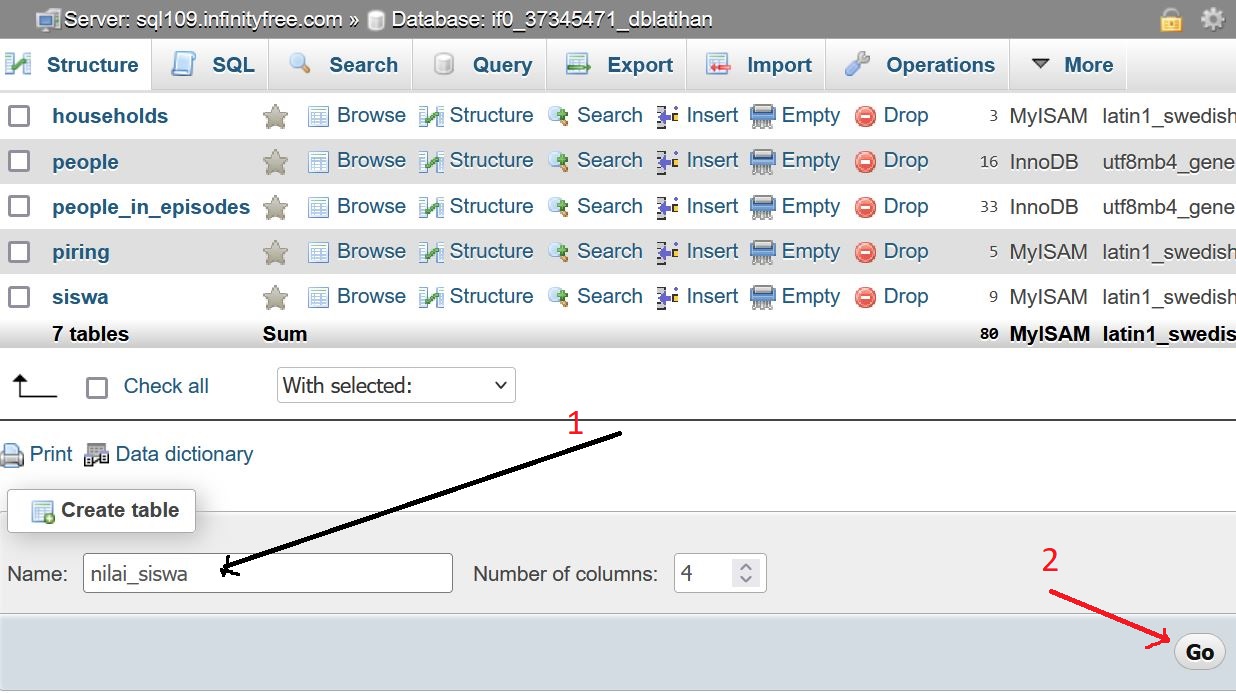 Server: sql109.infinityfree.com » Database: if0_37345471_dblatihan
Structure SQL Search Query Export Import Operations More
households Browse Structure Search Insert Empty Drop 3 MyISAM latin1_swedish
people Browse Structure Search Insert Empty Drop 16 InnoDB utf8mb4_gene
people_in_episodes Browse Structure Search Insert Empty Drop 33 InnoDB utf8mb4_gene
piring Browse Structure Search Insert Empty Drop 5 MyISAM latin1_swedish
siswa Browse Structure Search Insert Empty Drop 9 MyISAM latin1_swedish
7 tables Sum 80 MyISAM latin1_swedis
Check all With selected:
1
Print Data dictionary
Create table
2
Name: nilai_siswa Number of columns: 4
Go